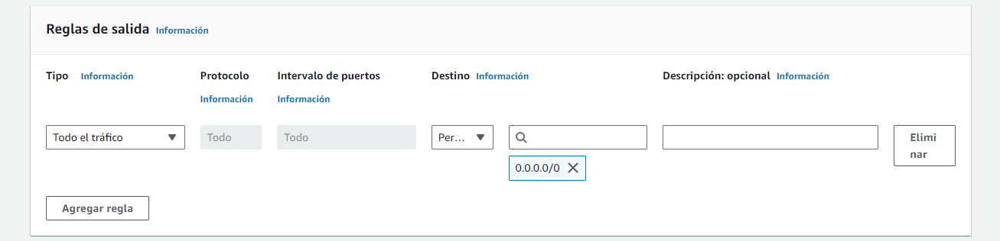 Reglas de salida Información
Tipo Información
Protocolo
Información
Intervalo de puertos
Información
Destino Información
Descripción: opcional Información
Todo el tráfico
Todo
Todo
Per...
0.0.0.0/0
Elimi
nar
Agregar regla